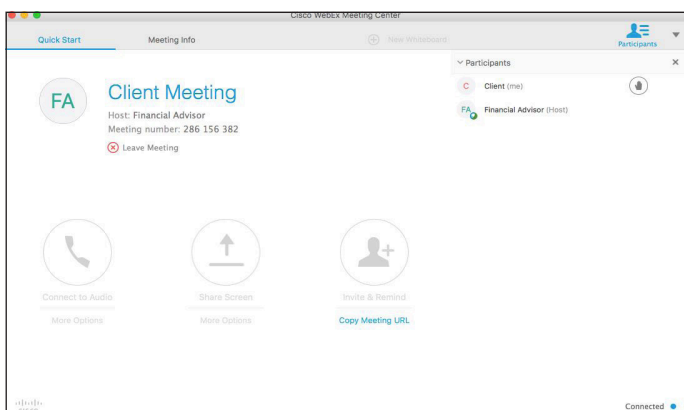 Cisco WebEx Meeting Center
Quick Start
Meeting Info
New Whiteboard
Participants
Participants
FA
Client Meeting
Host: Financial Advisor
Meeting number: 286 156 382
Leave Meeting
C
Client (me)
FA
Financial Advisor (Host)
Connect to Audio
More Options
Share Screen
More Options
Invite & Remind
Copy Meeting URL
Connected